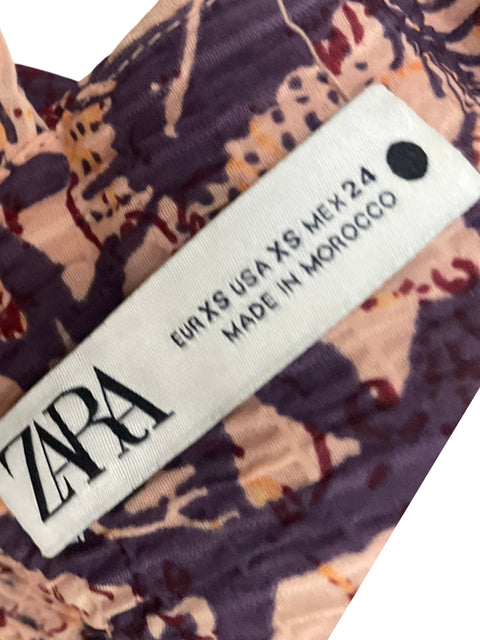 ZARA
EUR XS USA XS MEX 24
MADE IN MOROCCO